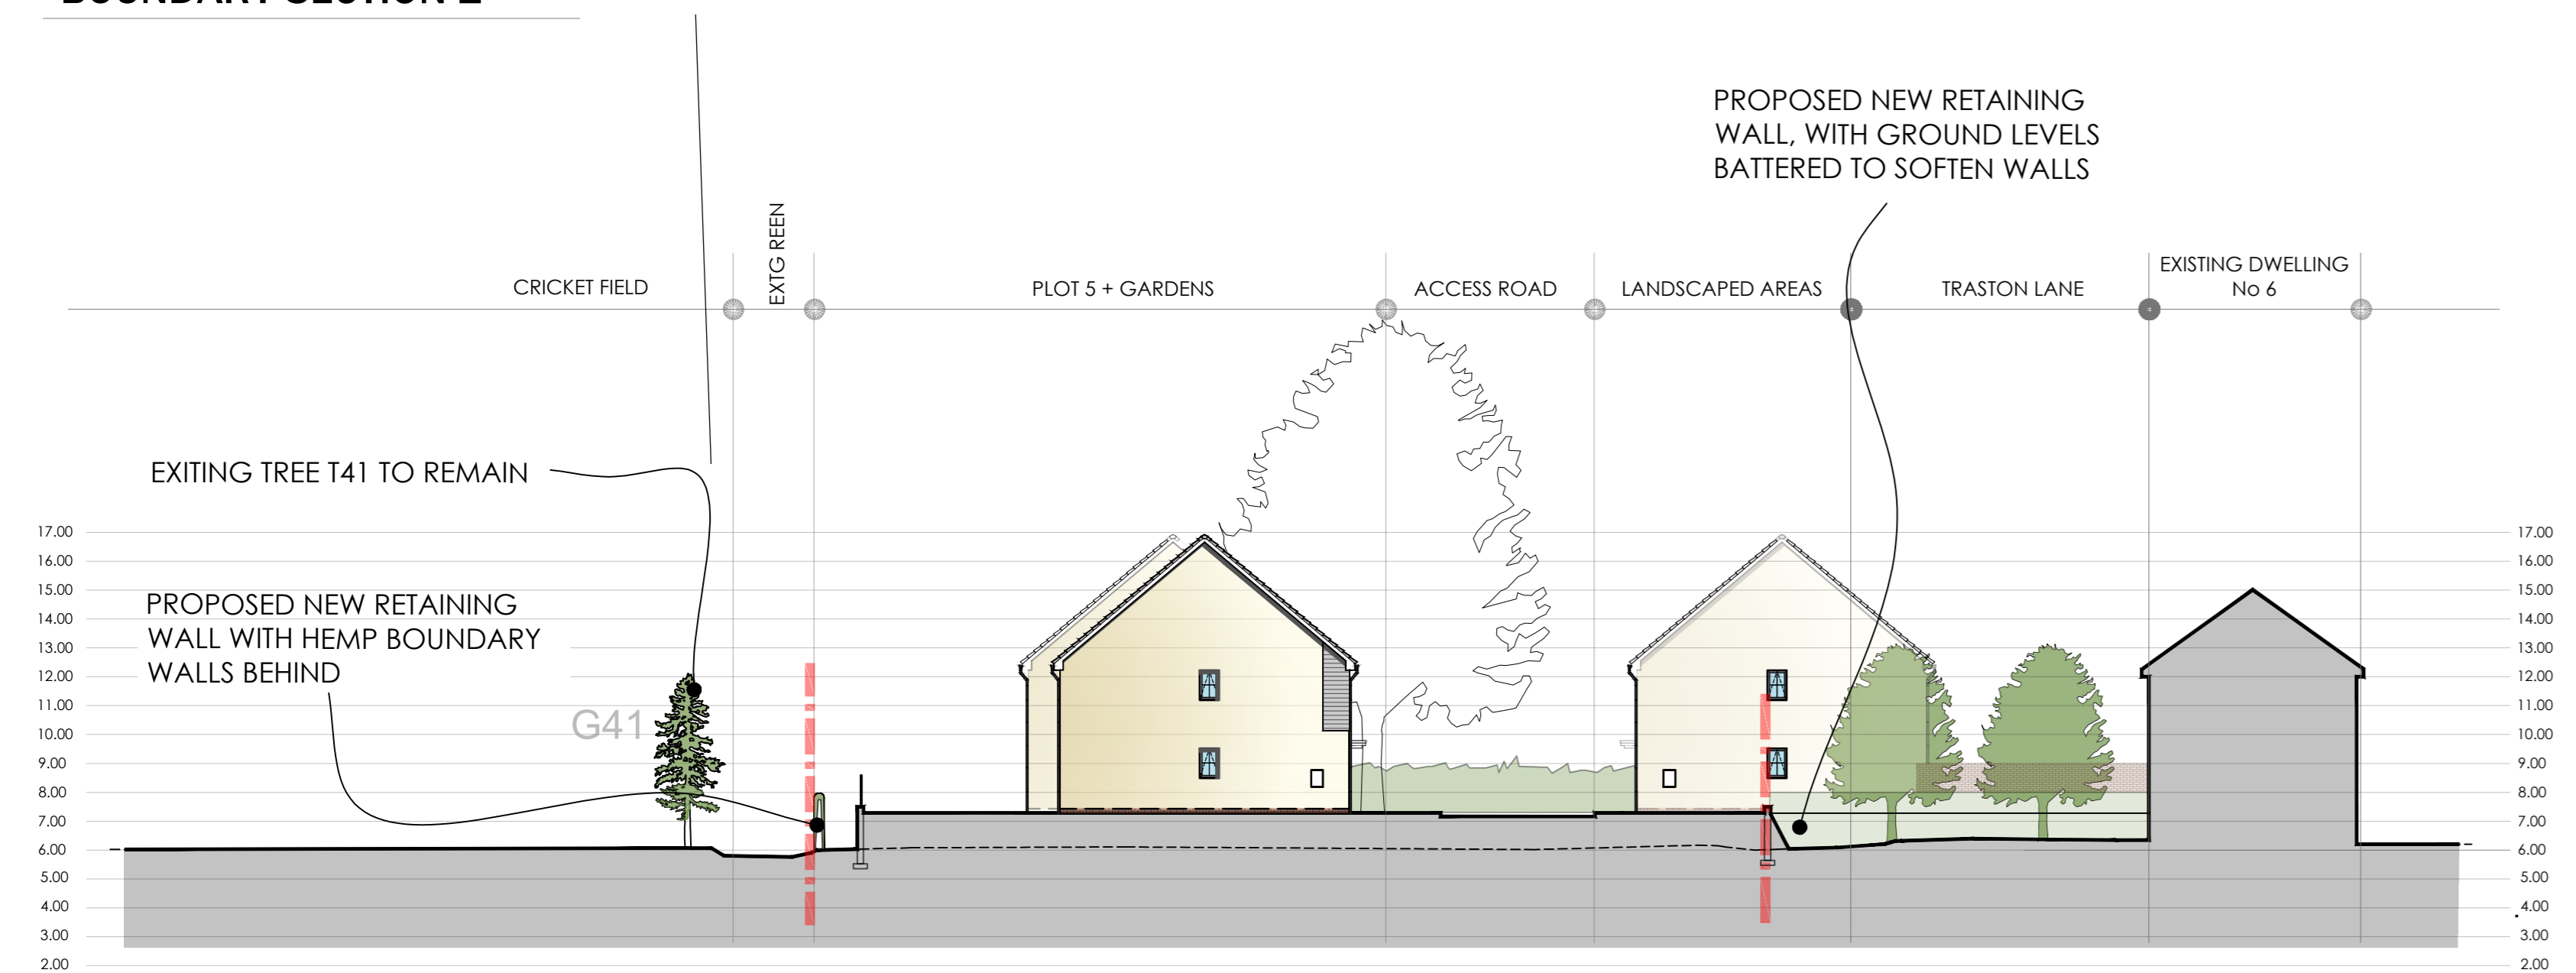 PROPOSED NEW RETAINING
WALL, WITH GROUND LEVELS
BATTERED TO SOFTEN WALLS
EXTG REEN
CRICKET FIELD
PLOT 5 + GARDENS
ACCESS ROAD
LANDSCAPED AREAS
TRASTON LANE
EXISTING DWELLING
No 6
EXITING TREE T41 TO REMAIN
PROPOSED NEW RETAINING
WALL WITH HEMP BOUNDARY
WALLS BEHIND
G41
17.00
16.00
15.00
14.00
13.00
12.00
11.00
10.00
9.00
8.00
7.00
6.00
5.00
4.00
3.00
2.00
17.00
16.00
15.00
14.00
13.00
12.00
11.00
10.00
9.00
8.00
7.00
6.00
5.00
4.00
3.00
2.00